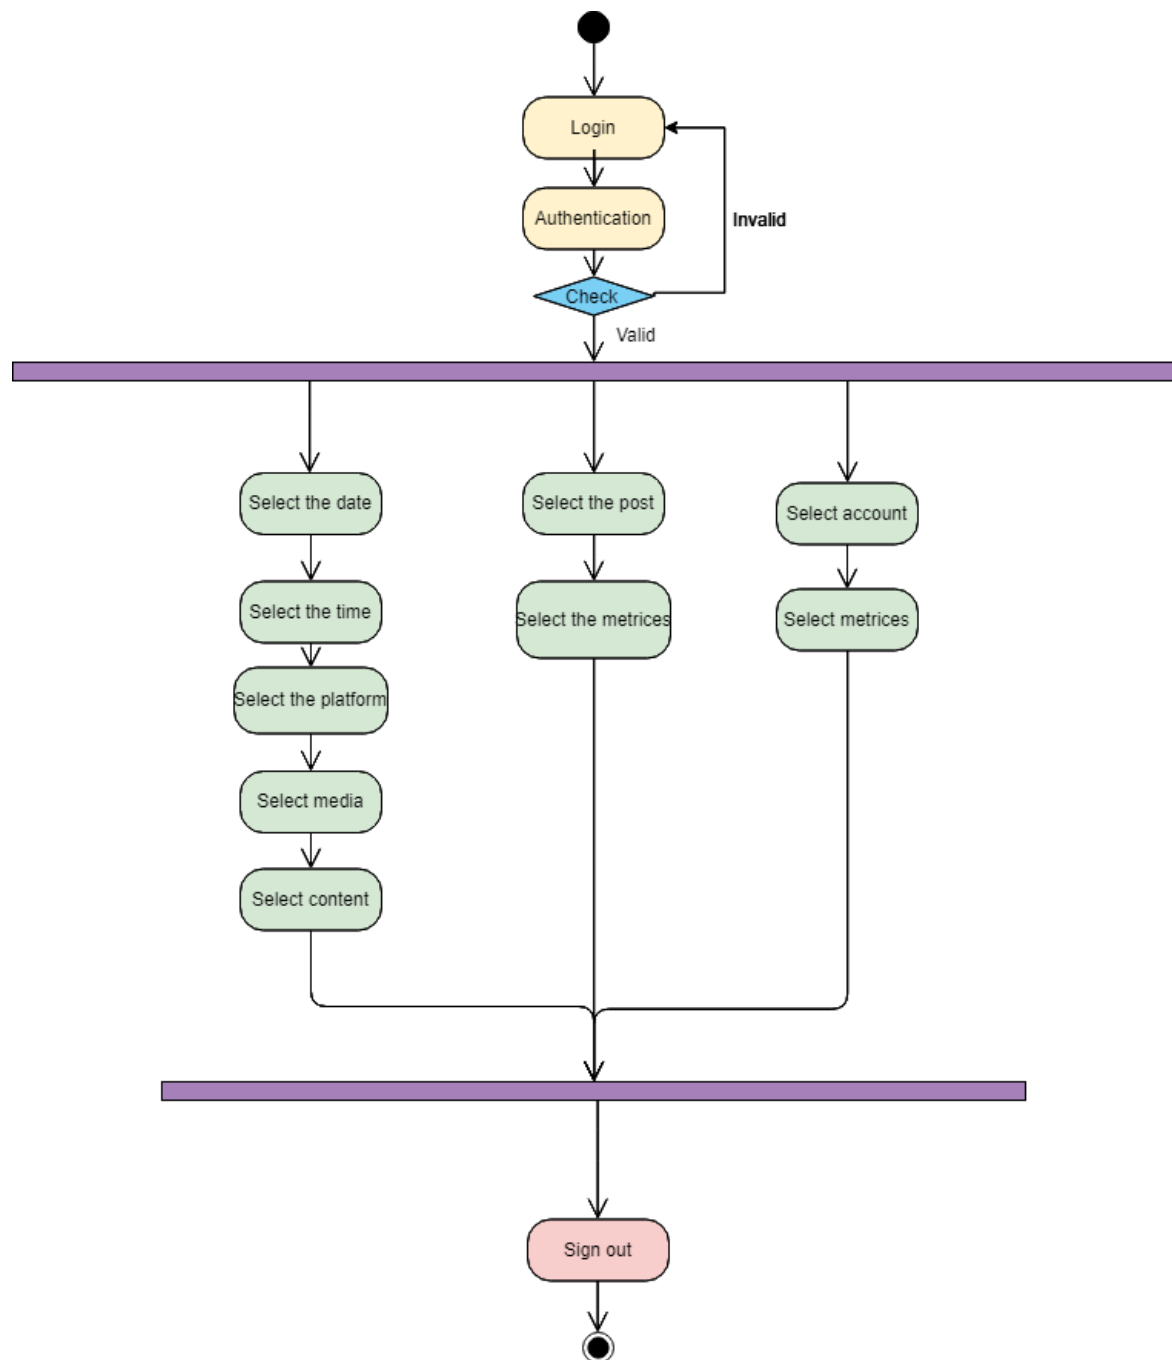 Login
Authentication
Invalid
Check
Valid
Select the date
Select the post
Select account
Select the time
Select the metrices
Select metrices
Select the platform
Select media
Select content
Sign out